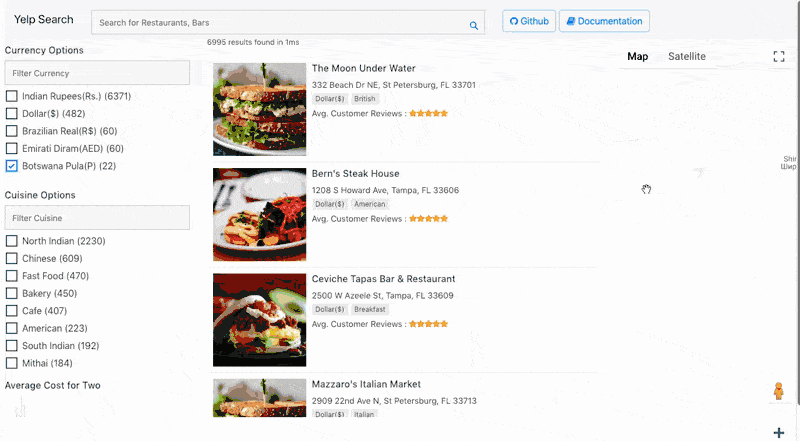 Yelp Search
Search for Restaurants, Bars
Github
Documentation
Currency Options
Filter Currency
Indian Rupees(Rs.) (6371)
Dollar($) (482)
Brazilian Real(R$) (60)
Emirati Diram(AED) (60)
Botswana Pula(P) (22)
Cuisine Options
Filter Cuisine
North Indian (2230)
Chinese (609)
Fast Food (470)
Bakery (450)
Cafe (407)
American (223)
South Indian (192)
Mithai (184)
Average Cost for Two
6995 results found in 1ms
The Moon Under Water
332 Beach Dr NE, St Petersburg, FL 33701
Dollar($) British
Avg. Customer Reviews :
Bern's Steak House
1208 S Howard Ave, Tampa, FL 33606
Dollar($) American
Avg. Customer Reviews :
Ceviche Tapas Bar & Restaurant
2500 W Azeele St, Tampa, FL 33609
Dollar($) Breakfast
Avg. Customer Reviews :
Mazzaro's Italian Market
2909 22nd Ave N, St Petersburg, FL 33713
Dollar($) Italian
Map Satellite